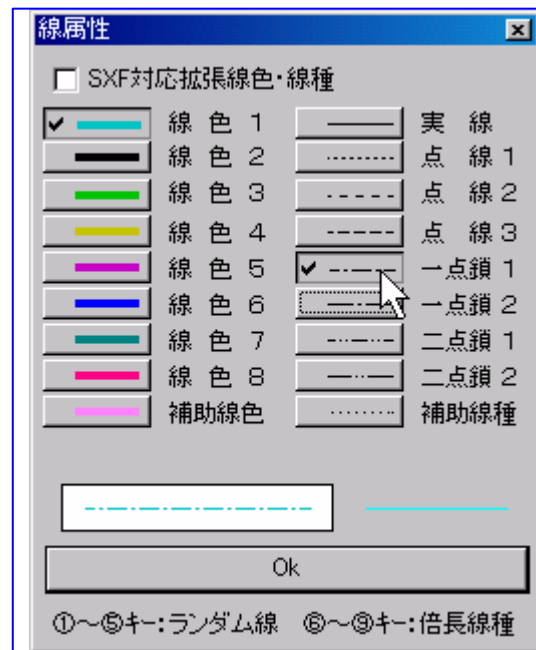 線属性
SXF対応拡張線色・線種
線 色 1 実 線
線 色 2 点 線 1
線 色 3 点 線 2
線 色 4 点 線 3
線 色 5 一点鎖 1
線 色 6 一点鎖 2
線 色 7 二点鎖 1
線 色 8 二点鎖 2
補助線色 補助線種
Ok
①～⑤キー:ランダム線 ⑥～⑨キー:倍長線種